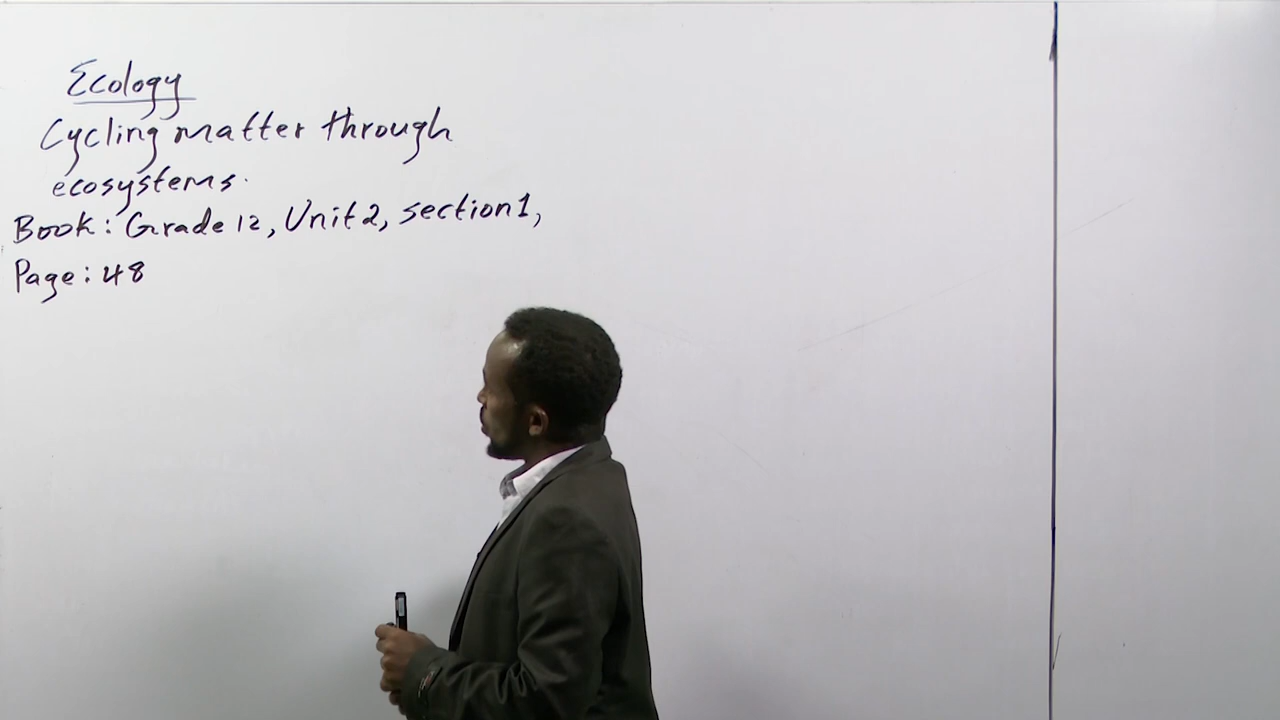 Ecology
Cycling matter through
ecosystems.
Book: Grade 12, Unit 2, section 1,
Page: 48